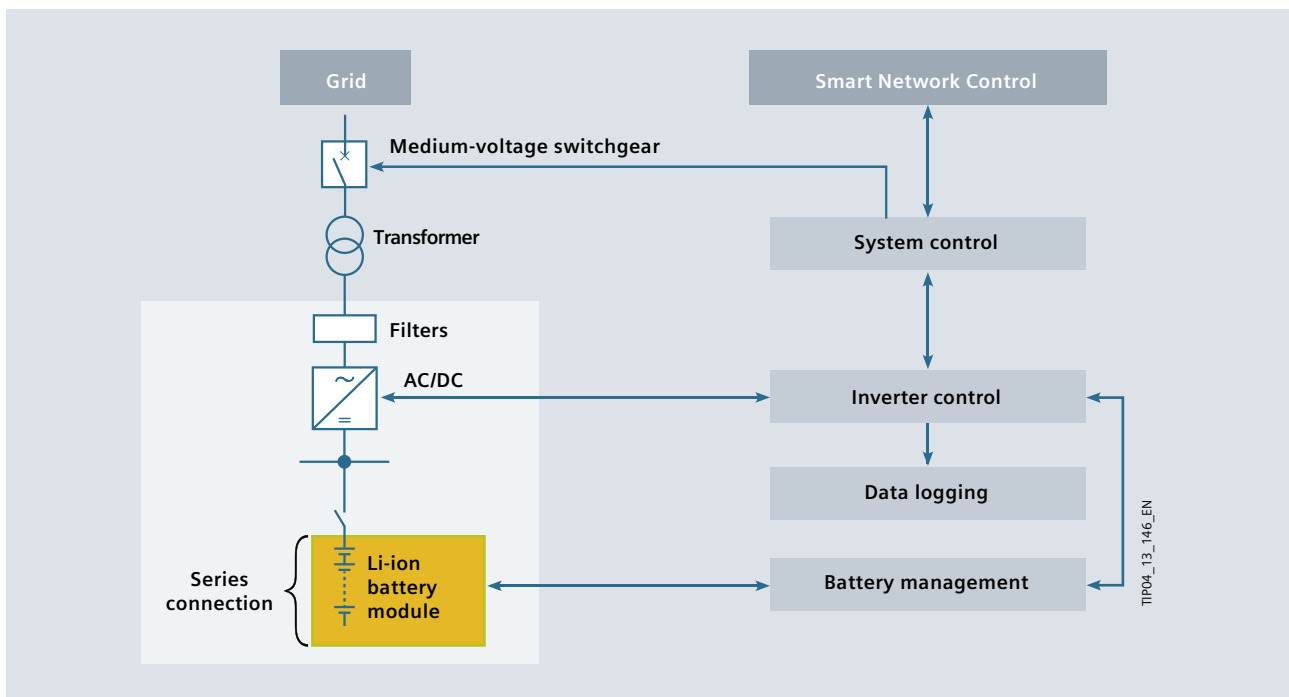 Grid
Smart Network Control
Medium-voltage switchgear
System control
Transformer
Filters
AC/DC
Inverter control
Data logging
Series
connection
Li-ion
battery
module
Battery management
TIP04_13_146_EN